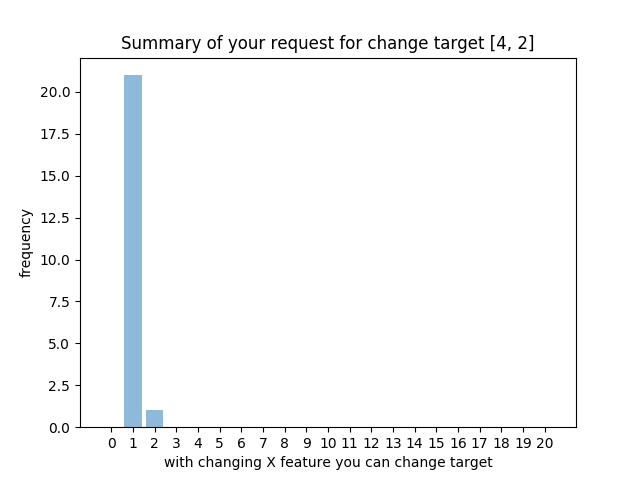 Summary of your request for change target [4, 2]
20.0
17.5
15.0
12.5
10.0
7.5
5.0
2.5
0.0
frequency
0 1 2 3 4 5 6 7 8 9 10 11 12 13 14 15 16 17 18 19 20
with changing X feature you can change target